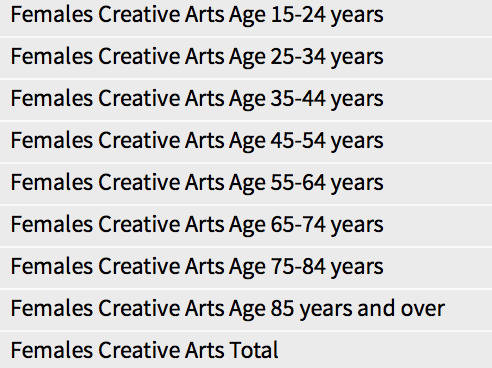 Females Creative Arts Age 15-24 years
Females Creative Arts Age 25-34 years
Females Creative Arts Age 35-44 years
Females Creative Arts Age 45-54 years
Females Creative Arts Age 55-64 years
Females Creative Arts Age 65-74 years
Females Creative Arts Age 75-84 years
Females Creative Arts Age 85 years and over
Females Creative Arts Total